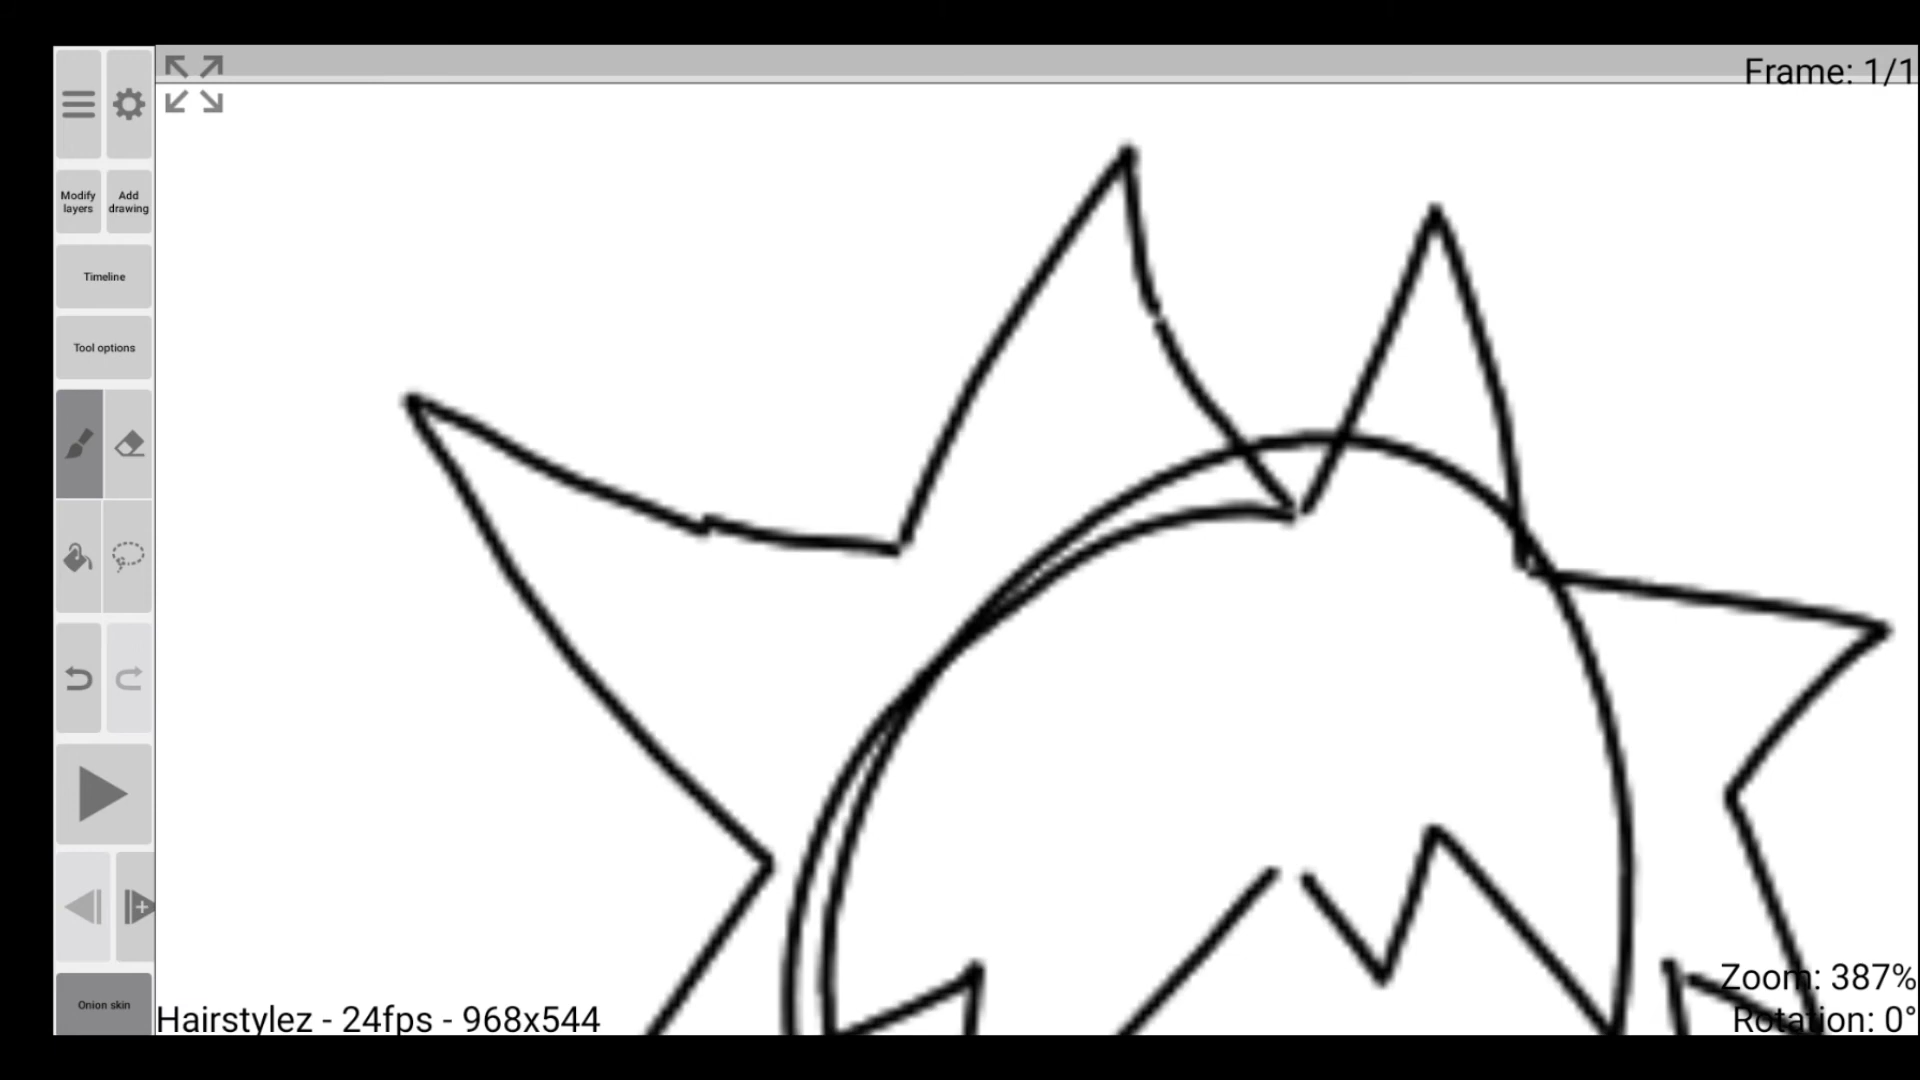 Frame: 1/1
Modify
layers
Add
drawing
Timeline
Tool options
Onion skin
Hairstylez - 24fps - 968x544
Zoom: 387%
Rotation: 0°